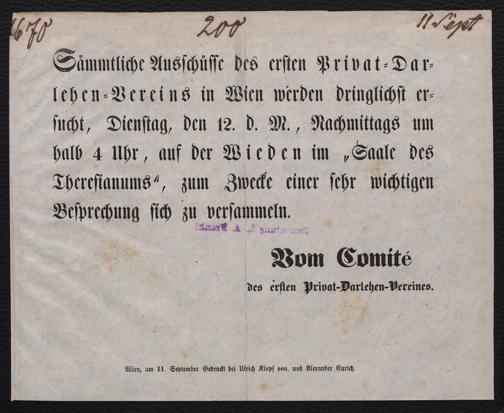 1670 200 11 Sept
Sämmtliche Ausschüsse des ersten Privat-Dar-
lehen-Vereins in Wien werden dringlichst er-
sucht, Dienstag, den 12. d. M., Nachmittags um
halb 4 Uhr, auf der Wieden im „Saale des
Theresianums“, zum Zwecke einer sehr wichtigen
Besprechung sich zu versammeln.
Sammlung L. A. Frankl
Vom Comité
des ersten Privat-Darlehen-Vereines.
Wien, am 11. September Gedruckt bei Ulrich Klopf sen. und Alexander Eurich.